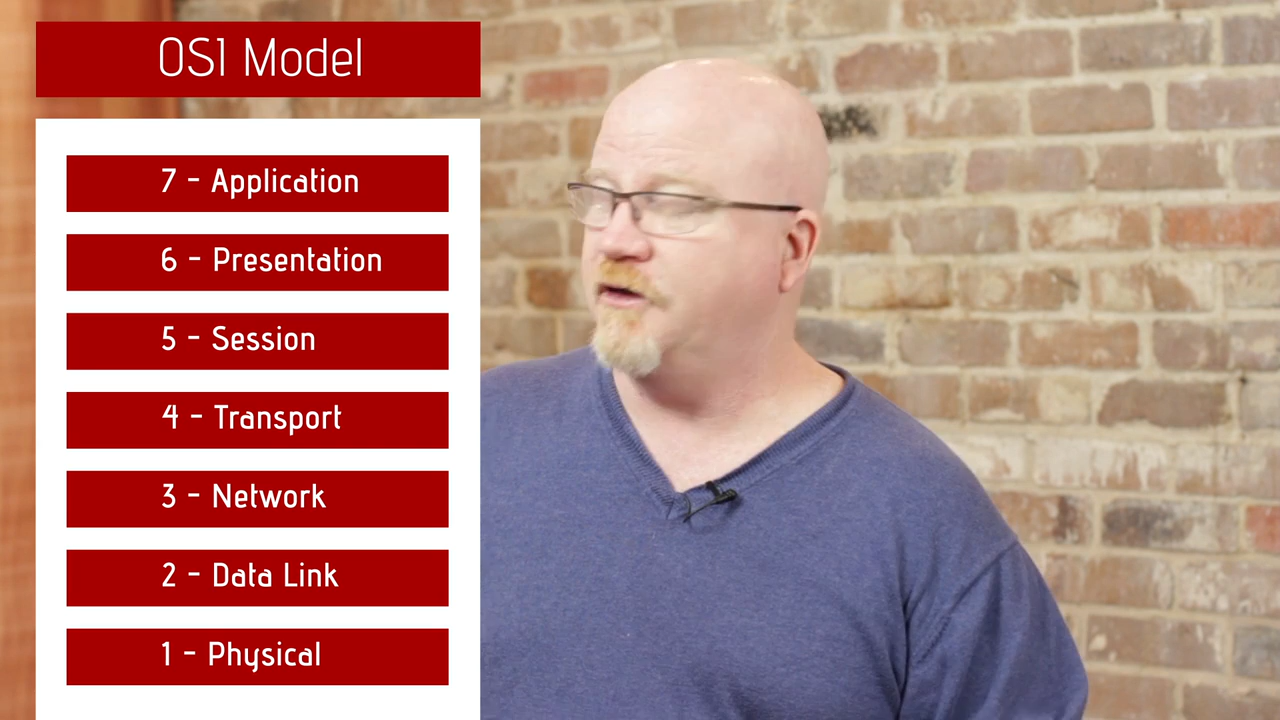 OSI Model
7 - Application
6 - Presentation
5 - Session
4 - Transport
3 - Network
2 - Data Link
1 - Physical